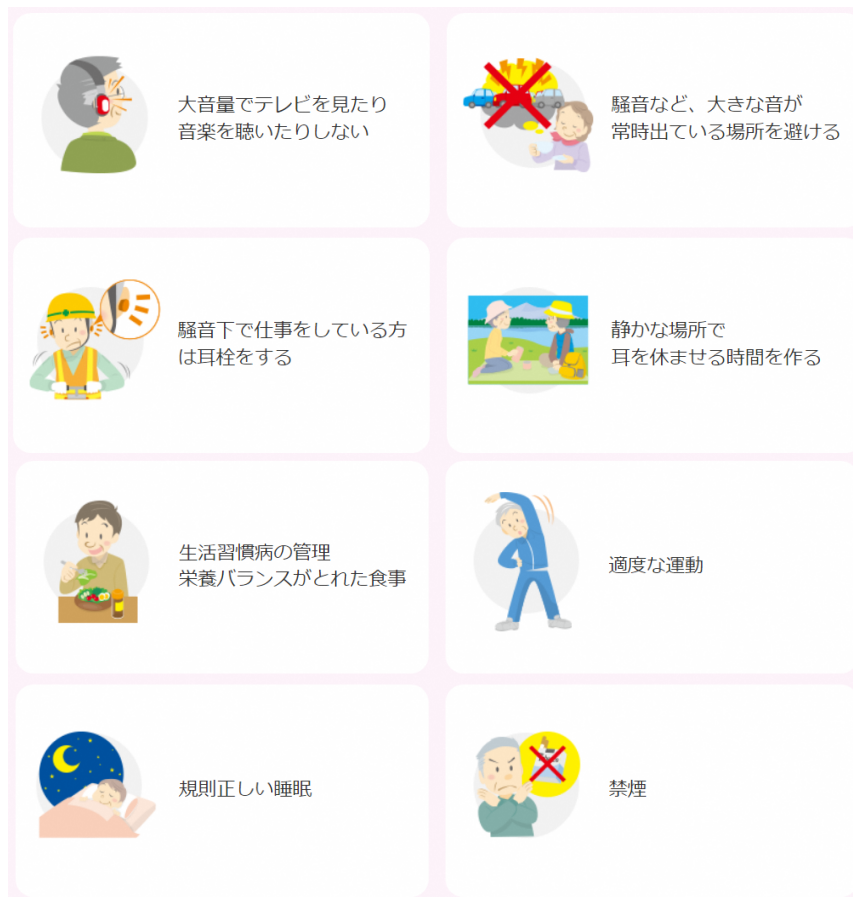 大音量でテレビを見たり
音楽を聴いたりしない
騒音など、大きな音が
常時出ている場所を避ける
騒音下で仕事をしている方
は耳栓をする
静かな場所で
耳を休ませる時間を作る
生活習慣病の管理
栄養バランスがとれた食事
適度な運動
規則正しい睡眠
禁煙